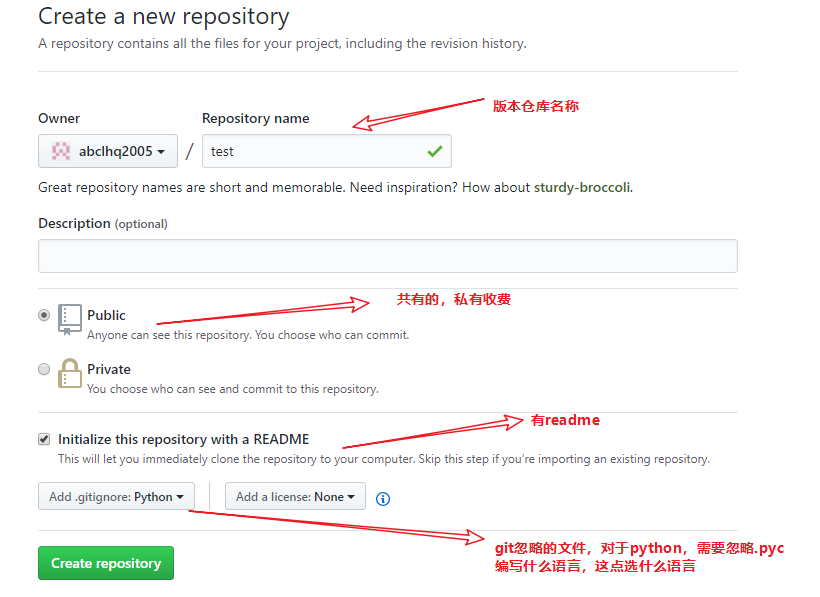 Create a new repository
A repository contains all the files for your project, including the revision history.
版本仓库名称
Owner
Repository name
abclhq2005 / test
Great repository names are short and memorable. Need inspiration? How about sturdy-broccoli.
Description (optional)
共有的，私有收费
Public
Anyone can see this repository. You choose who can commit.
Private
You choose who can see and commit to this repository.
有readme
Initialize this repository with a README
This will let you immediately clone the repository to your computer. Skip this step if you're importing an existing repository.
Add .gitignore: Python
Add a license: None
git忽略的文件，对于python，需要忽略.pyc
编写什么语言，这点选什么语言
Create repository